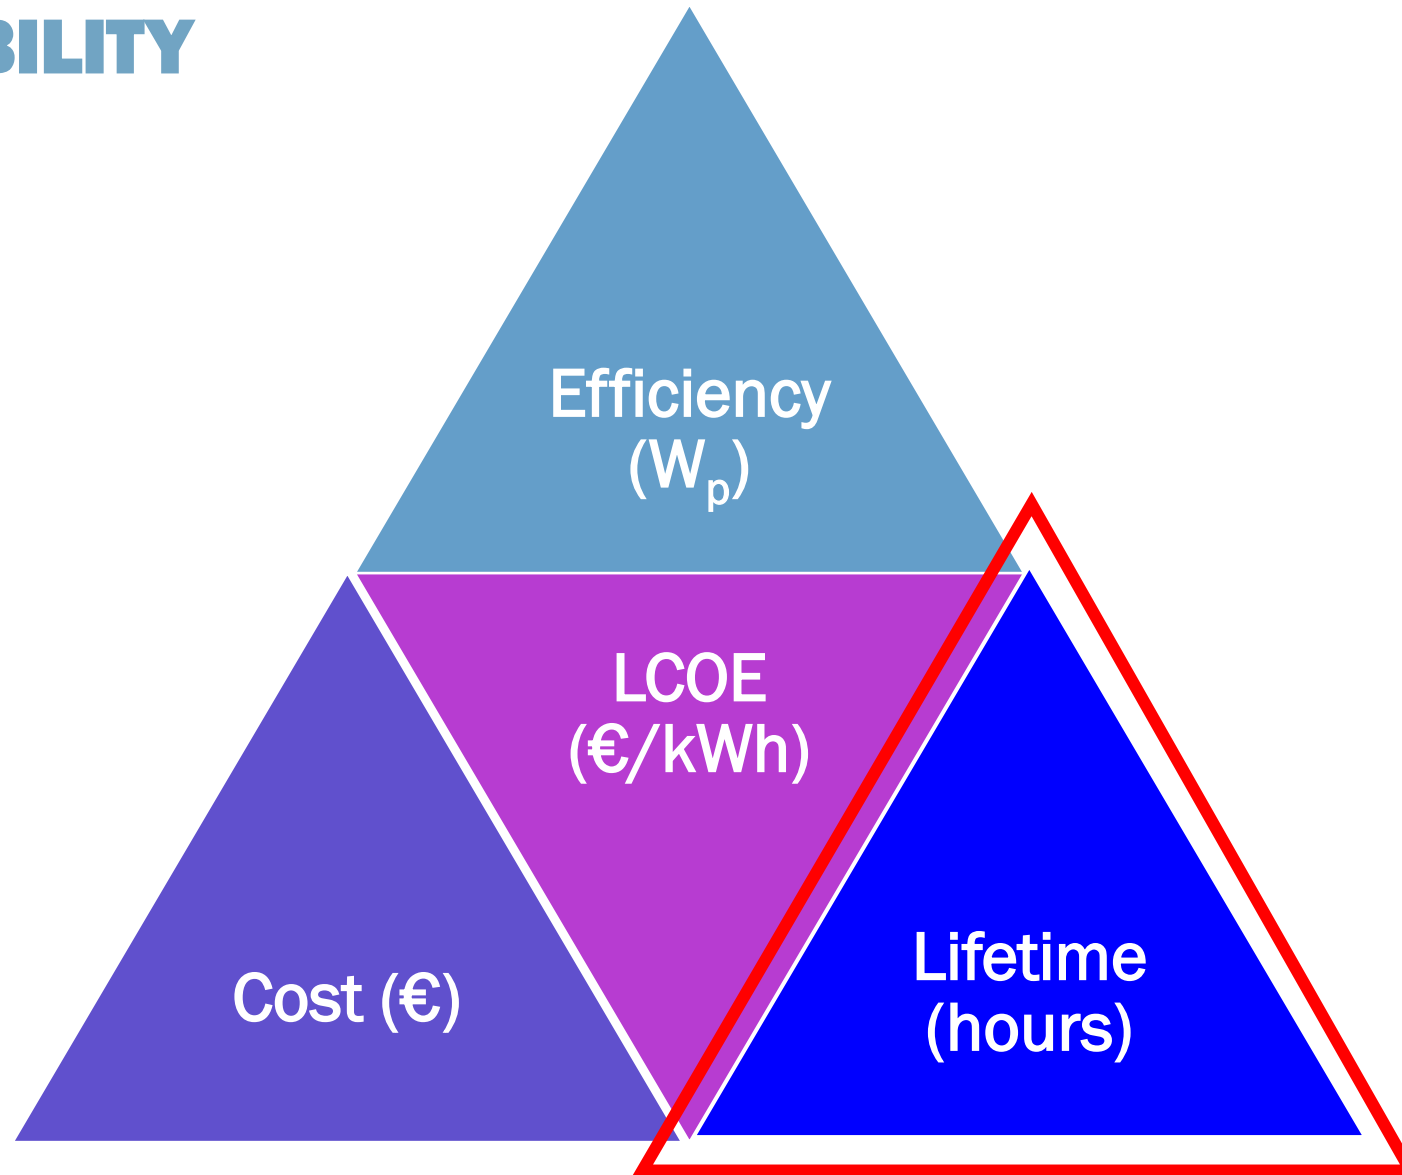 BILITY
Efficiency
(Wp)
LCOE
(€/kWh)
Lifetime
(hours)
Cost (€)